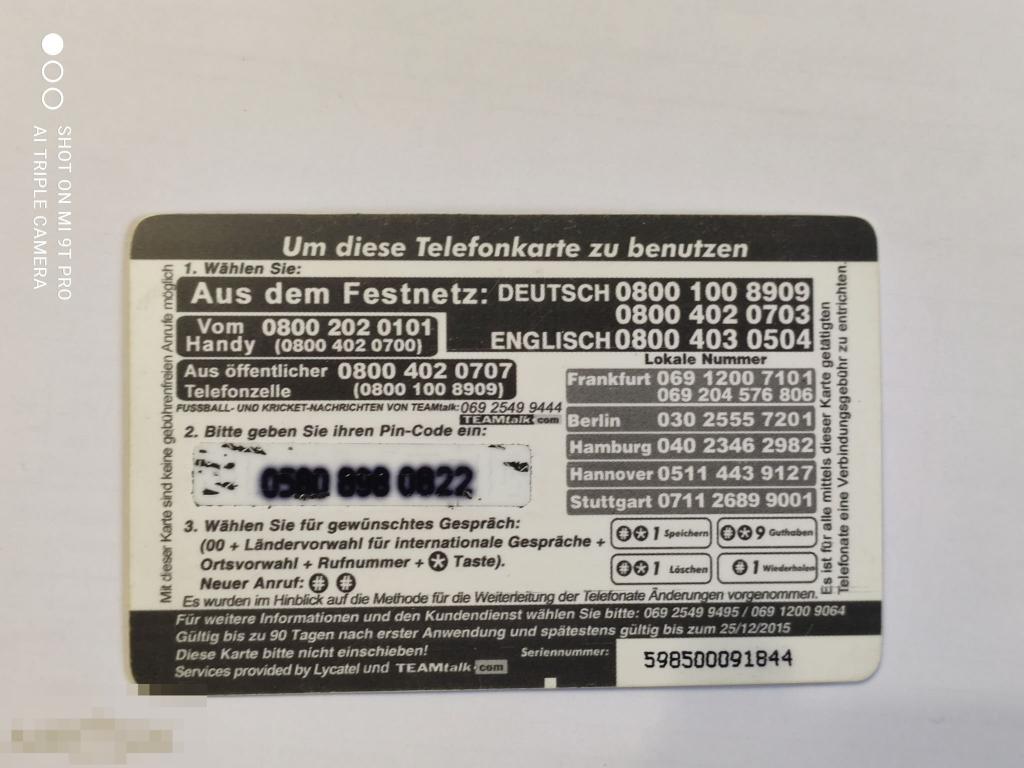 SHOT ON MI 9T PRO
AI TRIPLE CAMERA
Um diese Telefonkarte zu benutzen
Mit dieser Karte sind keine gebührenfreien Anrufe möglich
1. Wählen Sie:
Aus dem Festnetz: DEUTSCH 0800 100 8909
0800 402 0703
ENGLISCH 0800 403 0504
Vom Handy 0800 202 0101
(0800 402 0700)
Aus öffentlicher 0800 402 0707
Telefonzelle (0800 100 8909)
FUSSBALL- UND KRICKET-NACHRICHTEN VON TEAMtalk: 069 2549 9444
TEAMtalk.com
Lokale Nummer
Frankfurt 069 1200 7101
069 204 576 806
Berlin 030 2555 7201
Hamburg 040 2346 2982
Hannover 0511 443 9127
Stuttgart 0711 2689 9001
2. Bitte geben Sie ihren Pin-Code ein:
3. Wählen Sie für gewünschtes Gespräch:
(00 + Ländervorwahl für internationale Gespräche +
Ortsvorwahl + Rufnummer + * Taste).
Neuer Anruf: # #
#*1 Speichern
#*9 Guthaben
#*1 Löschen
#1 Wiederholen
Es ist für alle mittels dieser Karte getätigten
Telefonate eine Verbindungsgebühr zu entrichten.
Es wurden im Hinblick auf die Methode für die Weiterleitung der Telefonate Änderungen vorgenommen.
Für weitere Informationen und den Kundendienst wählen Sie bitte: 069 2549 9495 / 069 1200 9064
Gültig bis zu 90 Tagen nach erster Anwendung und spätestens gültig bis zum 25/12/2015
Diese Karte bitte nicht einschieben!
Services provided by Lycatel und TEAMtalk.com
Seriennummer:
598500091844